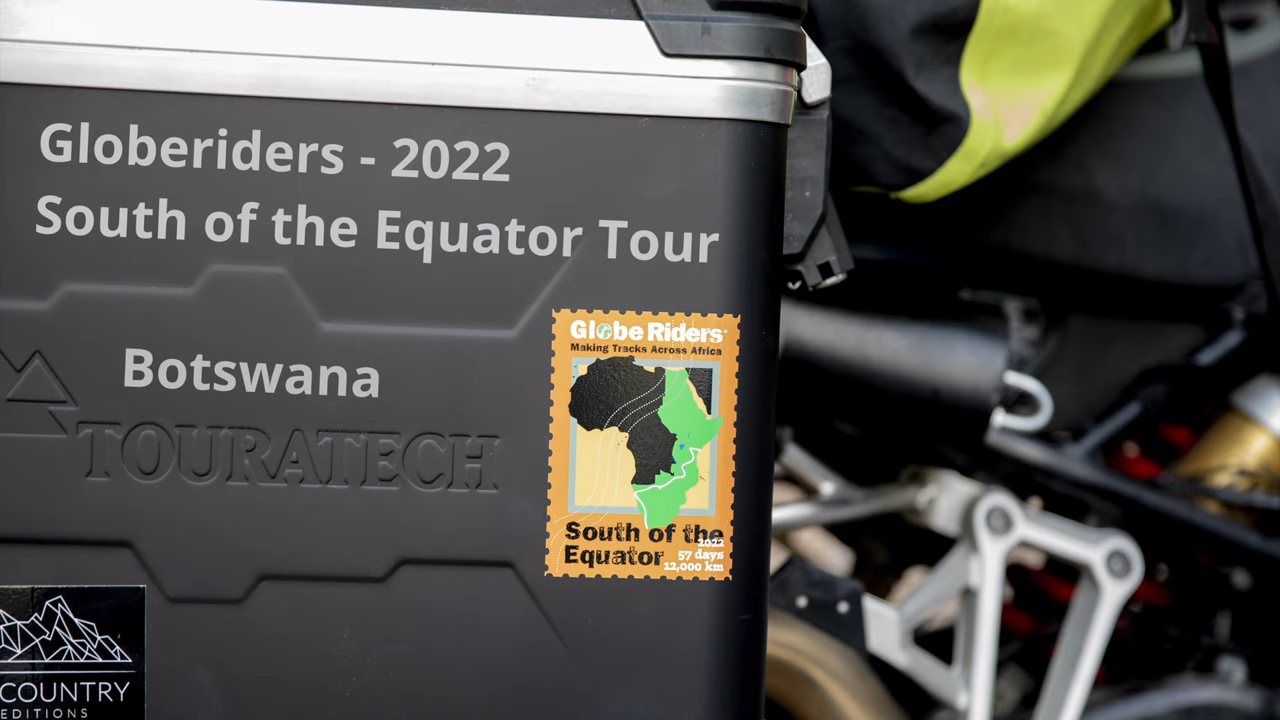 Globeriders - 2022
South of the Equator Tour
Botswana
TOURATECH
Globe Riders®
Making Tracks Across Africa
South of the
Equator
2022
57 days
12,000 km
COUNTRY
EDITIONS